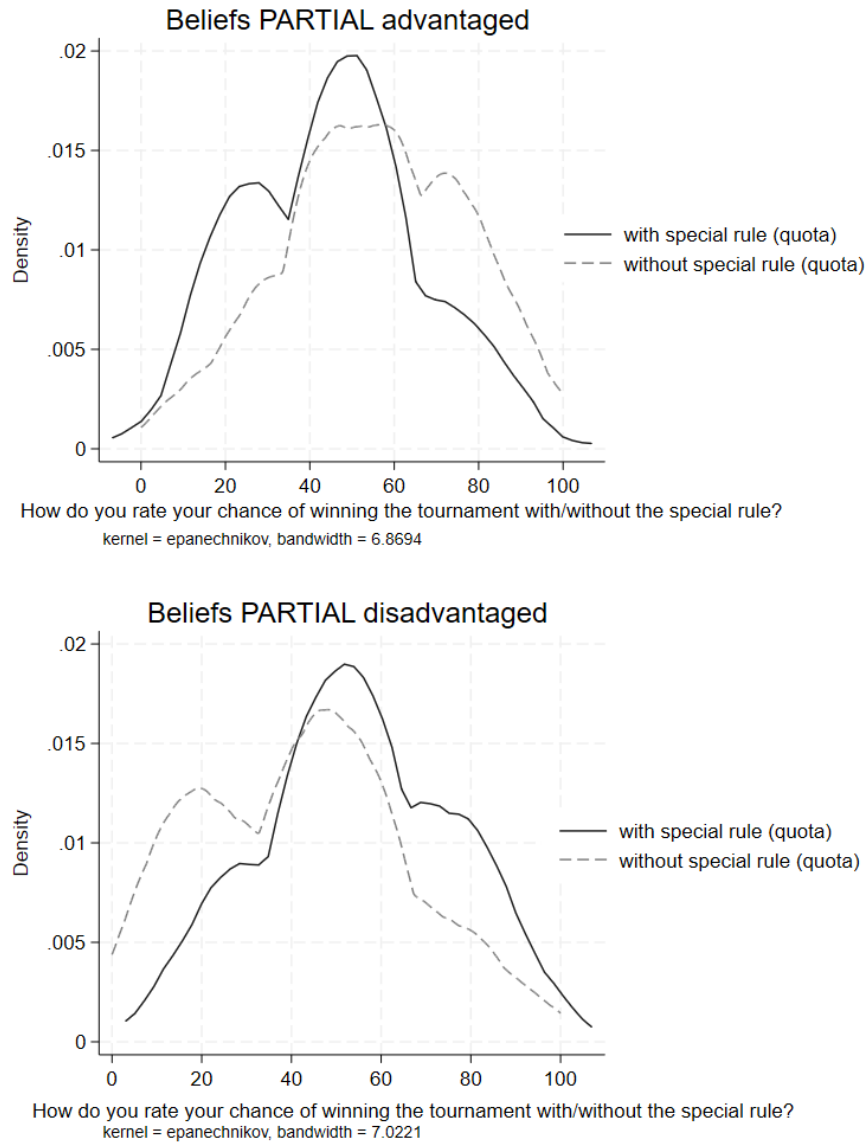 Beliefs PARTIAL advantaged
.02
.015
.01
.005
0
Density
0 20 40 60 80 100
with special rule (quota)
without special rule (quota)
How do you rate your chance of winning the tournament with/without the special rule?
kernel = epanechnikov, bandwidth = 6.8694
Beliefs PARTIAL disadvantaged
.02
.015
.01
.005
0
Density
0 20 40 60 80 100
with special rule (quota)
without special rule (quota)
How do you rate your chance of winning the tournament with/without the special rule?
kernel = epanechnikov, bandwidth = 7.0221